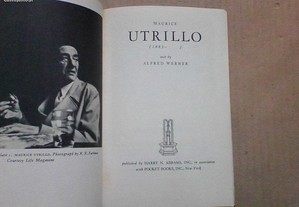 MAURICE
UTRILLO
(1883-
text by
ALFRED WERNER
MAURICE UTRILLO. Photograph by
Courtesy Life Magazine
published by HARRY N. ABRAMS, INC., in association
with POCKET BOOKS, INC., New York